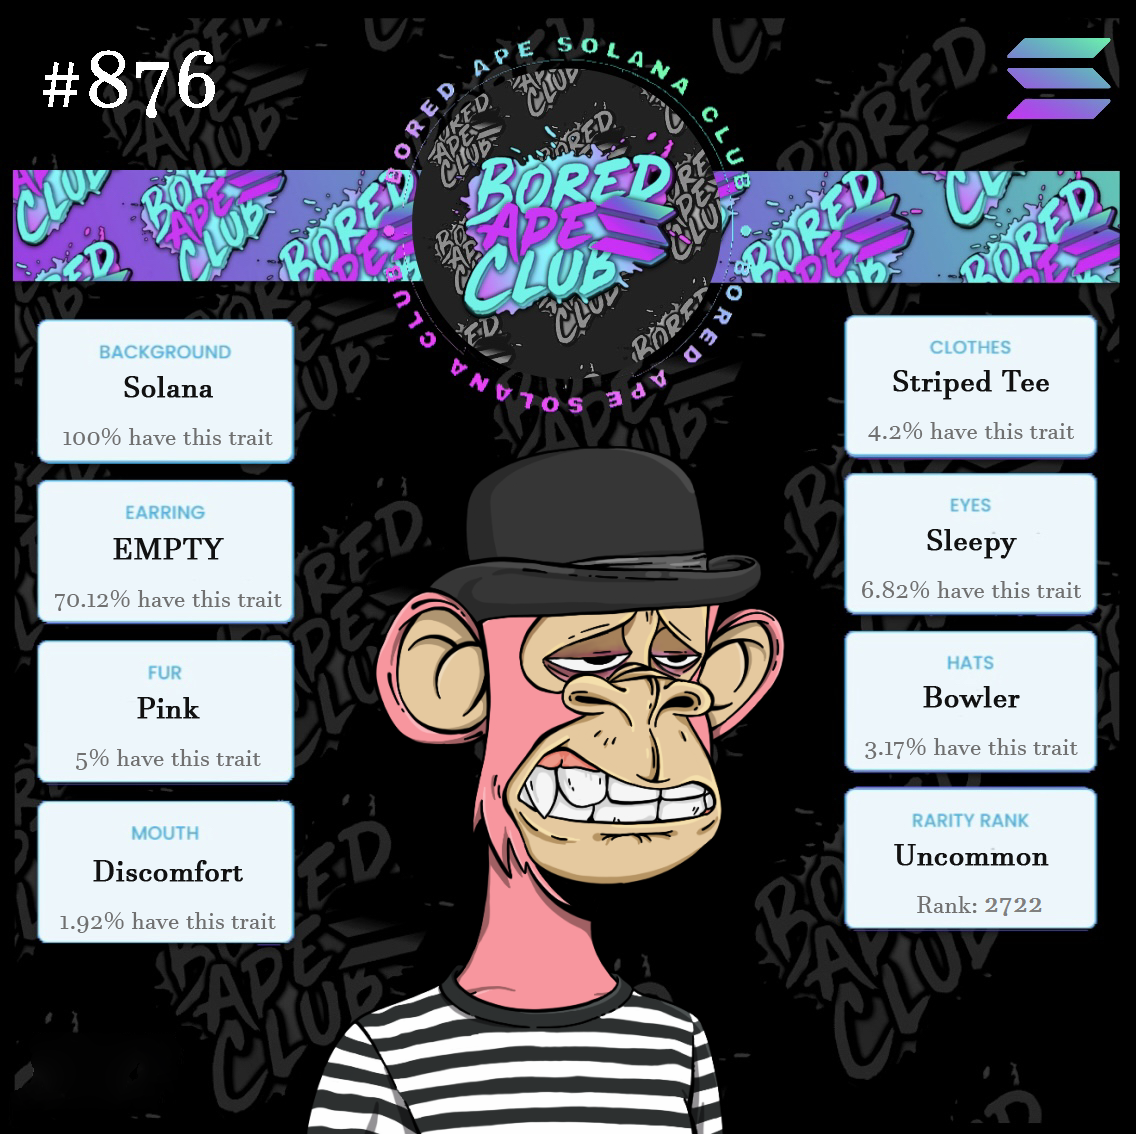 #876
BORED APE SOLANA CLUB
BORED APE SOLANA CLUB
BORED
APE
CLUB
BACKGROUND
Solana
100% have this trait
EARRING
EMPTY
70.12% have this trait
FUR
Pink
5% have this trait
MOUTH
Discomfort
1.92% have this trait
CLOTHES
Striped Tee
4.2% have this trait
EYES
Sleepy
6.82% have this trait
HATS
Bowler
3.17% have this trait
RARITY RANK
Uncommon
Rank: 2722